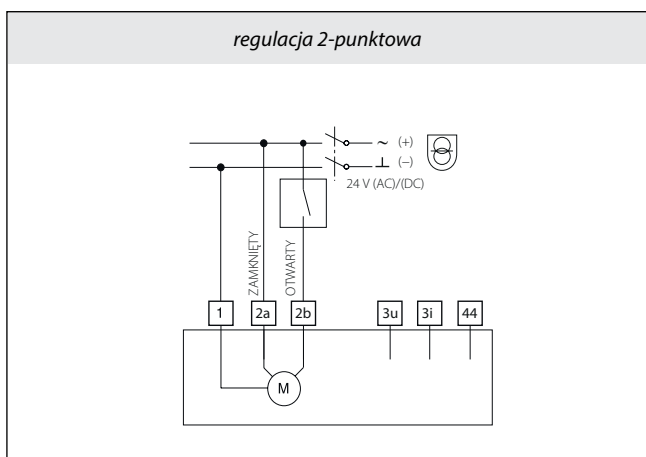 regulacja 2-punktowa
~ (+)
⊥ (−)
24 V (AC)/(DC)
ZAMKNIĘTY
OTWARTY
1 2a 2b 3u 3i 44
M